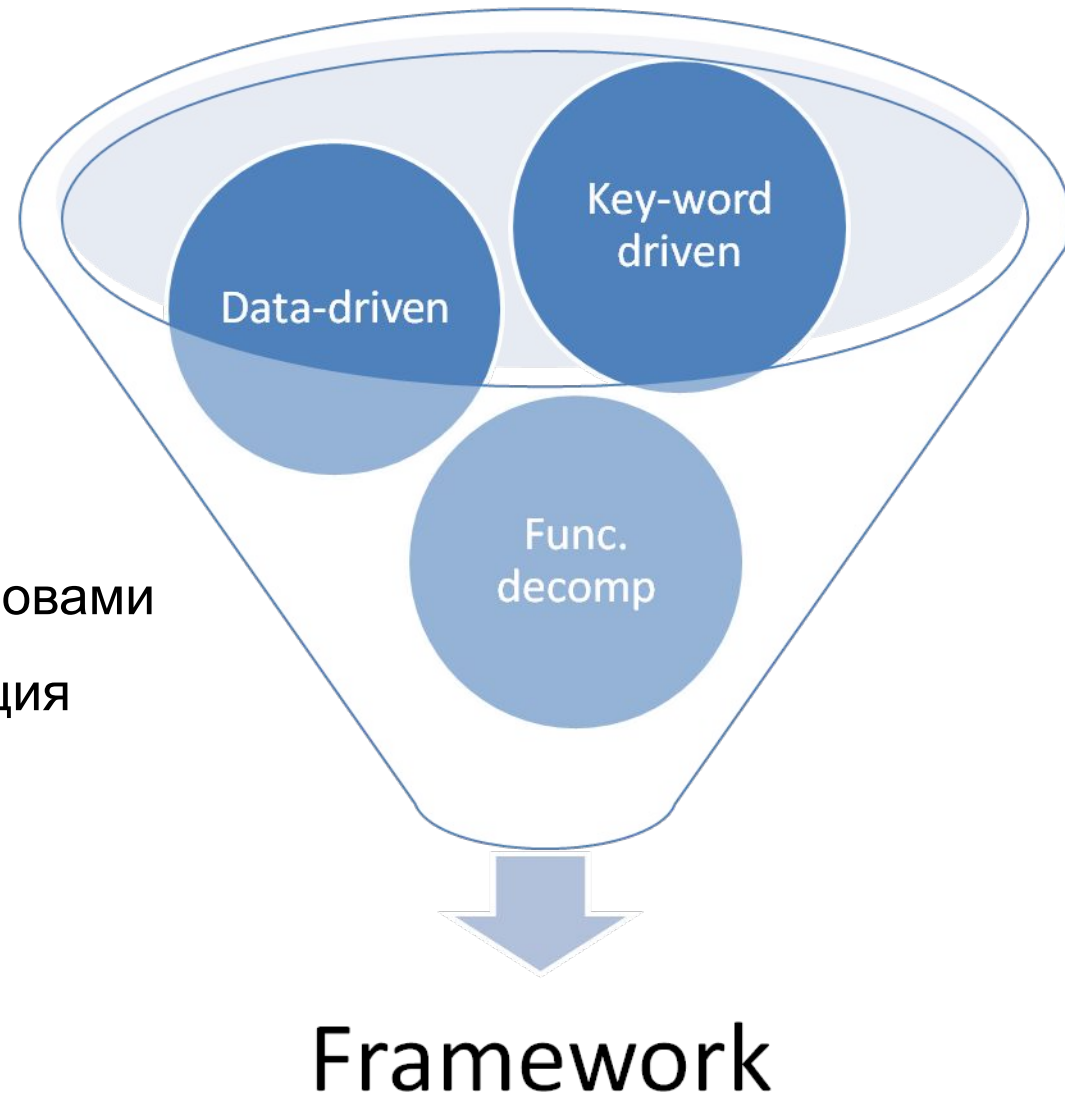 Key-word
driven
Data-driven
Func.
decomp
овами
ция
Framework